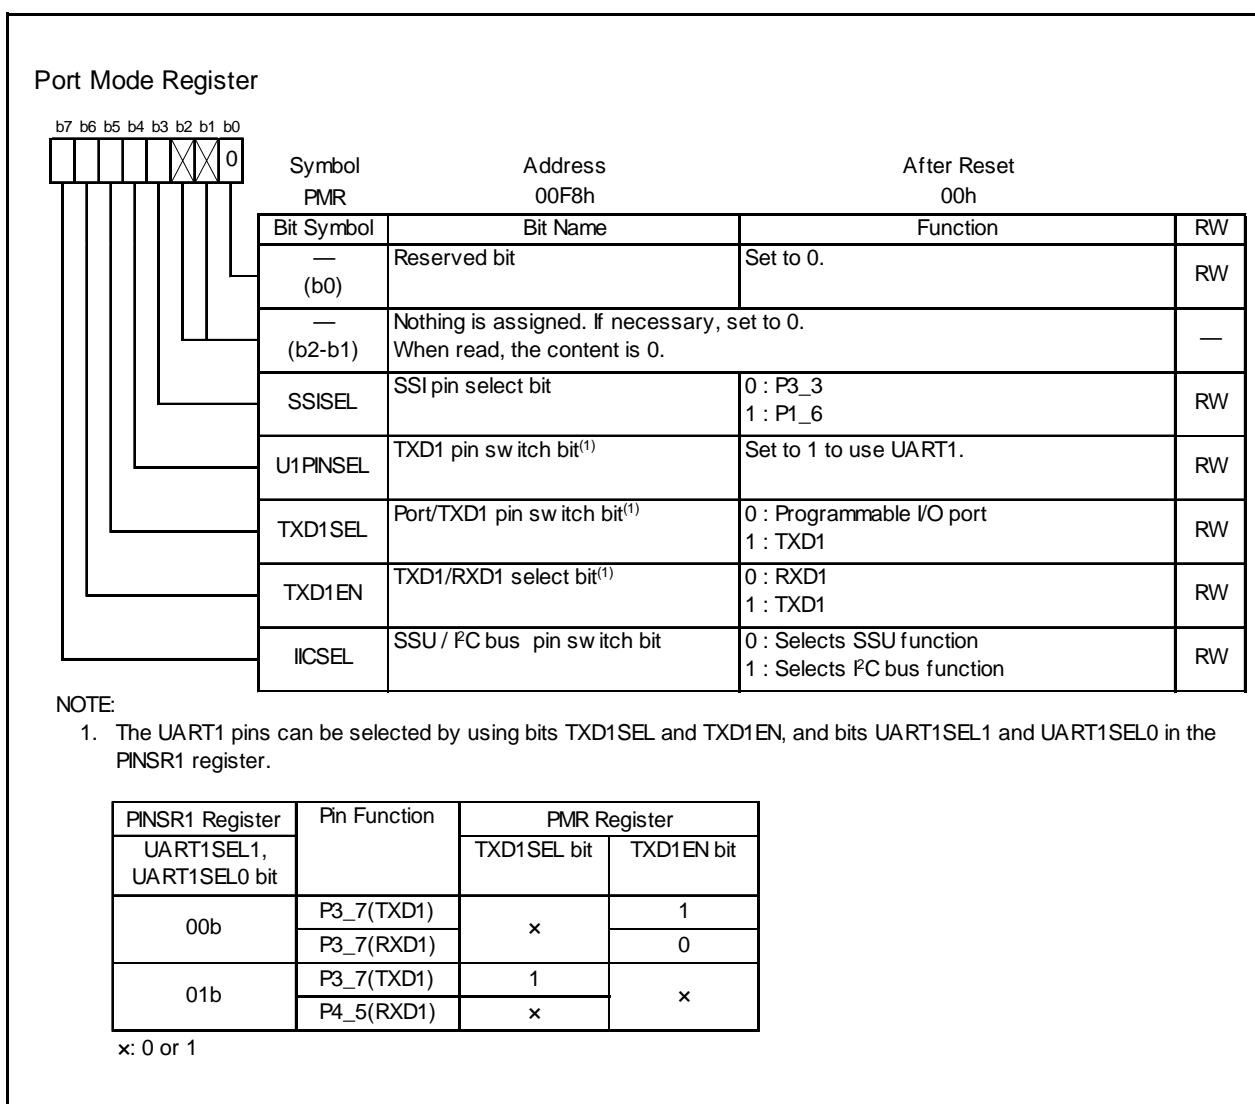 Port Mode Register
b7 b6 b5 b4 b3 b2 b1 b0
0
Symbol Address After Reset
PMR 00F8h 00h
Bit Symbol Bit Name Function RW
— (b0) Reserved bit Set to 0. RW
— (b2-b1) Nothing is assigned. If necessary, set to 0.
When read, the content is 0. —
SSISEL SSI pin select bit 0 : P3_3
1 : P1_6 RW
U1PINSEL TXD1 pin switch bit(1) Set to 1 to use UART1. RW
TXD1SEL Port/TXD1 pin switch bit(1) 0 : Programmable I/O port
1 : TXD1 RW
TXD1EN TXD1/RXD1 select bit(1) 0 : RXD1
1 : TXD1 RW
IICSEL SSU / I²C bus pin switch bit 0 : Selects SSU function
1 : Selects I²C bus function RW
NOTE:
1. The UART1 pins can be selected by using bits TXD1SEL and TXD1EN, and bits UART1SEL1 and UART1SEL0 in the
PINSR1 register.
PINSR1 Register Pin Function PMR Register
UART1SEL1, TXD1SEL bit TXD1EN bit
UART1SEL0 bit
00b P3_7(TXD1) × 1
P3_7(RXD1) 0
01b P3_7(TXD1) 1 ×
P4_5(RXD1) ×
×: 0 or 1